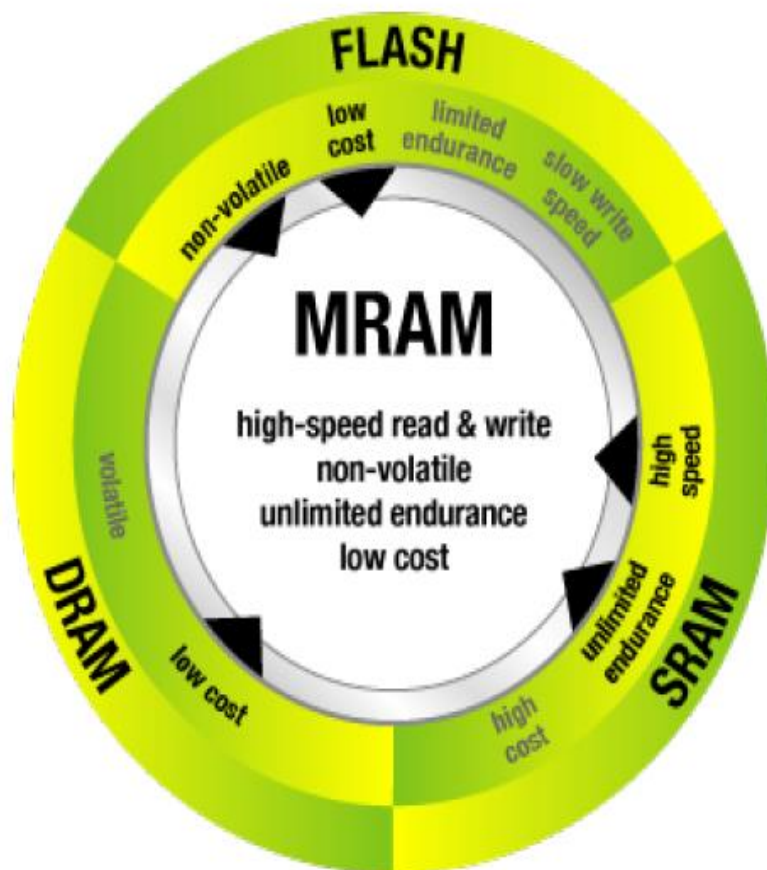 FLASH
non-volatile
low
cost
limited
endurance
slow write
speed
MRAM
high-speed read & write
non-volatile
unlimited endurance
low cost
high
speed
unlimited
endurance
SRAM
high
cost
volatile
low cost
DRAM